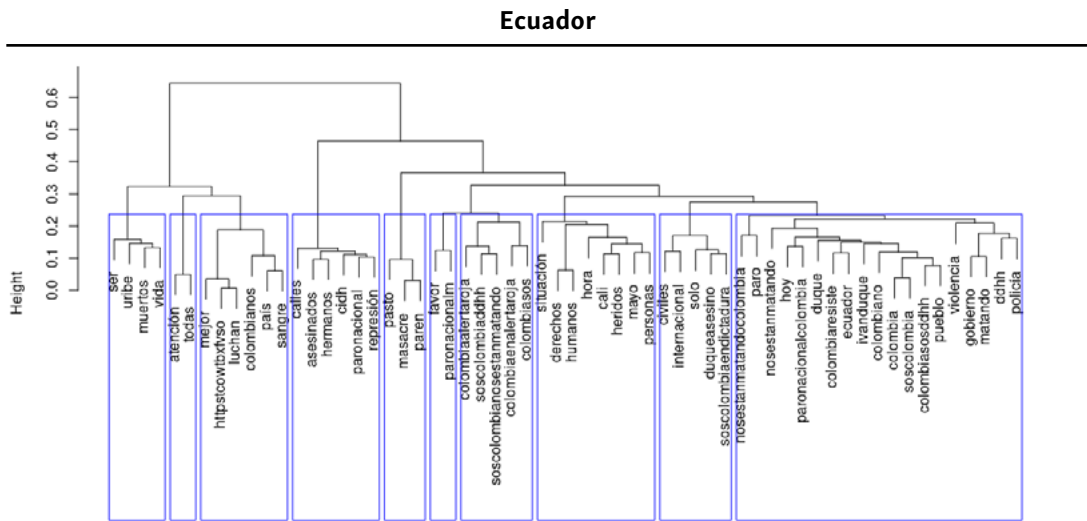 Ecuador
Height
0.6
0.5
0.4
0.3
0.2
0.1
0.0
ser
uribe
muertos
vida
atención
todas
mejor
httpstcowtbxfvfvso
luchan
colombianos
país
sangre
calles
asesinados
hermanos
cidh
paronacional
represión
pasto
masacre
paren
favor
paronacionalm
colombiaalertaroja
soscolombiaddhh
soscolombianosestanmatando
colombiaenalertaroja
colombiasos
situación
derechos
humanos
hora
cali
heridos
mayo
personas
civiles
internacional
solo
duqueasesino
soscolombiaendictadura
nosestanmatandocolombia
paro
nosestanmatando
hoy
paronacionalcolombia
duque
colombiaresiste
ecuador
ivanduque
colombiano
colombia
soscolombia
colombiasosddhh
pueblo
violencia
gobierno
matando
ddhh
policía